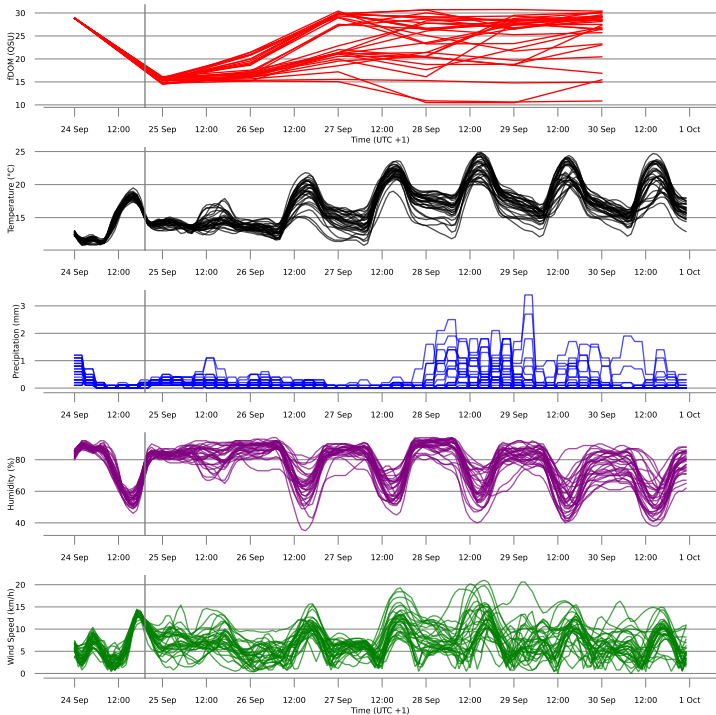 30
25
20
15
10
fDOM (QSU)
24 Sep 12:00 25 Sep 12:00 26 Sep 12:00 27 Sep 12:00 28 Sep 12:00 29 Sep 12:00 30 Sep 12:00 1 Oct
Time (UTC +1)
25
20
15
Temperature (°C)
24 Sep 12:00 25 Sep 12:00 26 Sep 12:00 27 Sep 12:00 28 Sep 12:00 29 Sep 12:00 30 Sep 12:00 1 Oct
3
2
1
0
Precipitation (mm)
24 Sep 12:00 25 Sep 12:00 26 Sep 12:00 27 Sep 12:00 28 Sep 12:00 29 Sep 12:00 30 Sep 12:00 1 Oct
80
60
40
Humidity (%)
24 Sep 12:00 25 Sep 12:00 26 Sep 12:00 27 Sep 12:00 28 Sep 12:00 29 Sep 12:00 30 Sep 12:00 1 Oct
20
15
10
5
0
Wind Speed (km/h)
24 Sep 12:00 25 Sep 12:00 26 Sep 12:00 27 Sep 12:00 28 Sep 12:00 29 Sep 12:00 30 Sep 12:00 1 Oct
Time (UTC +1)